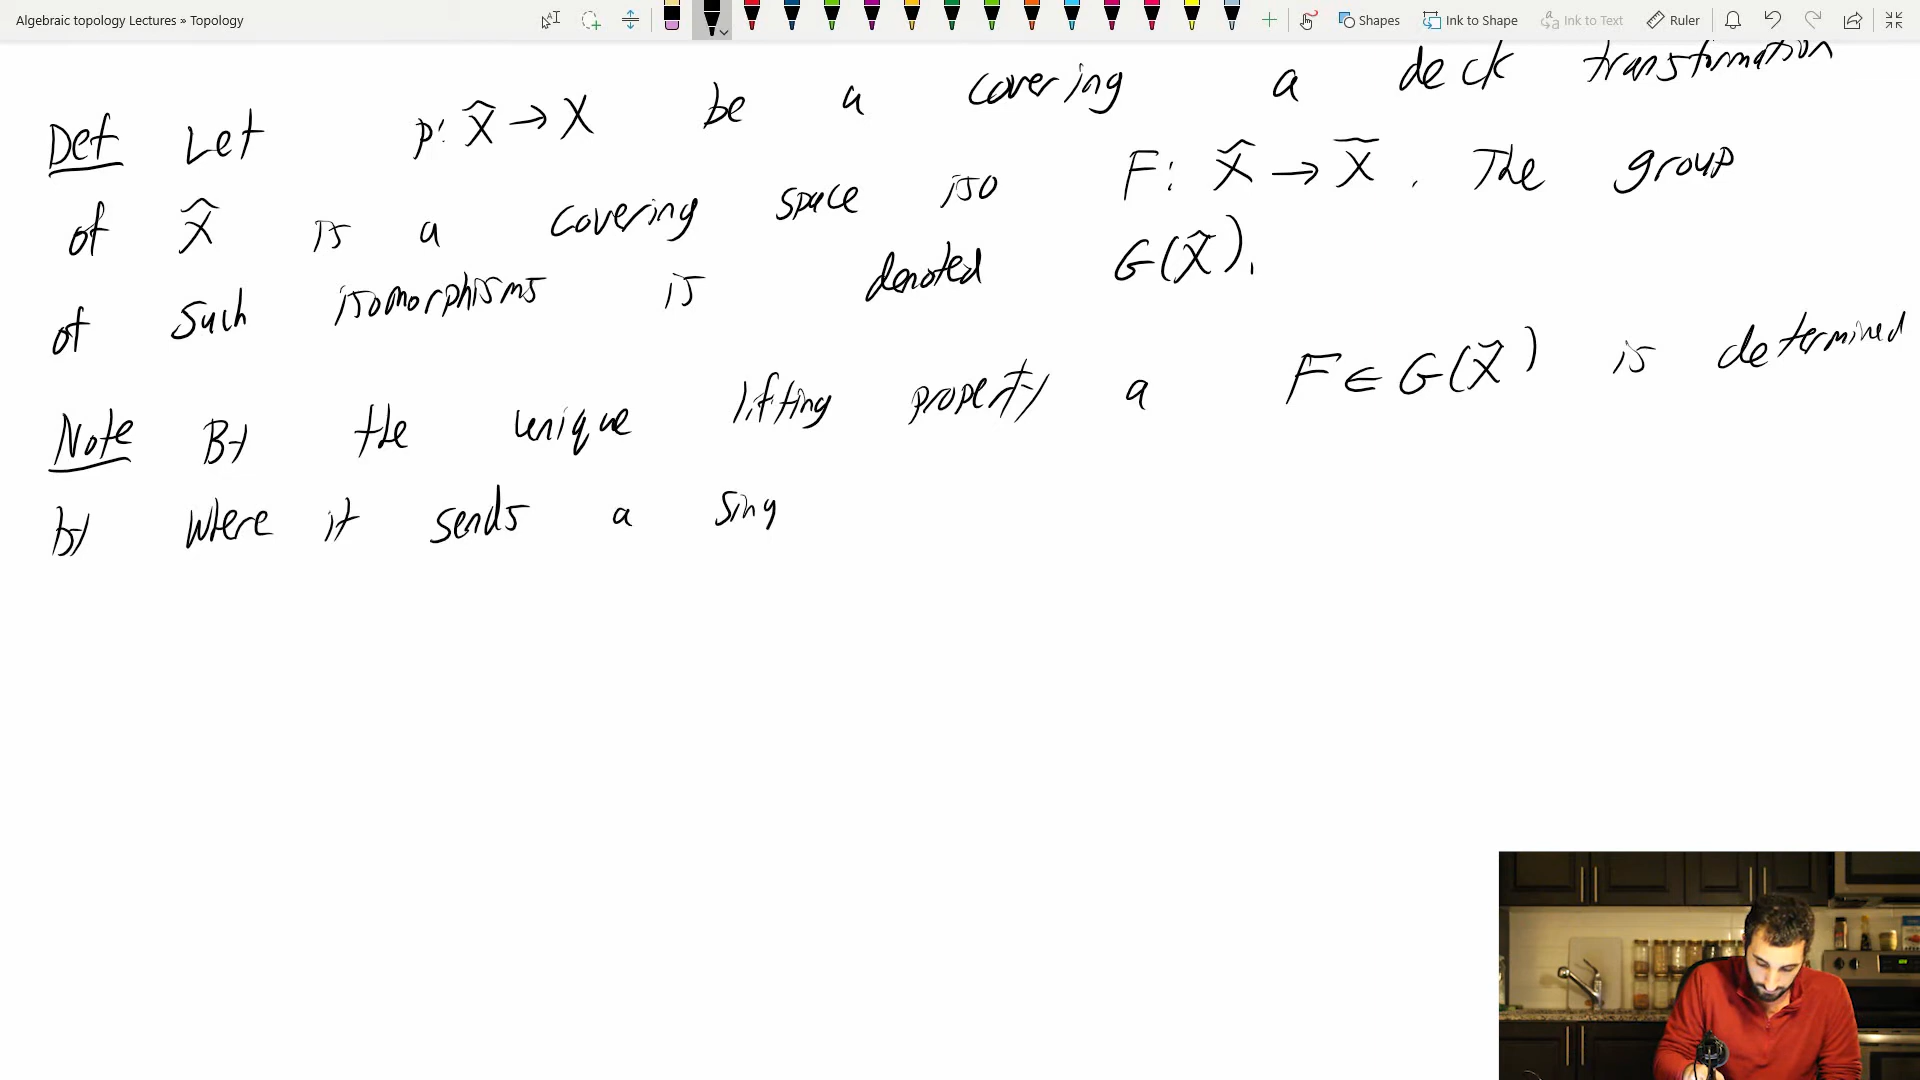 Algebraic topology Lectures » Topology
Shapes Ink to Shape Ink to Text Ruler
Def Let p: X̃ → X be a covering a deck transformation
of X̃ is a covering space iso F: X̃ → X̃. The group
of such isomorphisms is denoted G(X̃).
Note By the unique lifting property a F ∈ G(X̃) is determined
by where it sends a sing